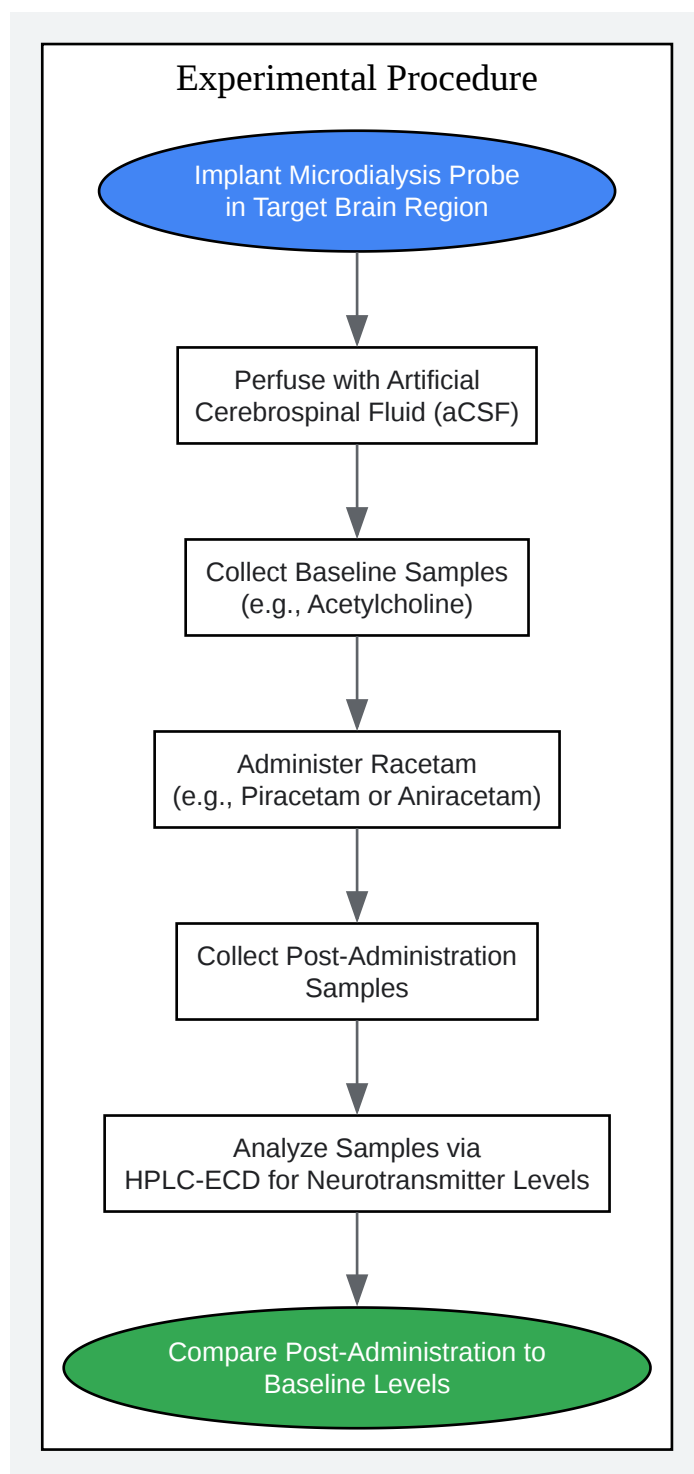 Experimental Procedure
Implant Microdialysis Probe
in Target Brain Region
Perfuse with Artificial
Cerebrospinal Fluid (aCSF)
Collect Baseline Samples
(e.g., Acetylcholine)
Administer Racetam
(e.g., Piracetam or Aniracetam)
Collect Post-Administration
Samples
Analyze Samples via
HPLC-ECD for Neurotransmitter Levels
Compare Post-Administration to
Baseline Levels